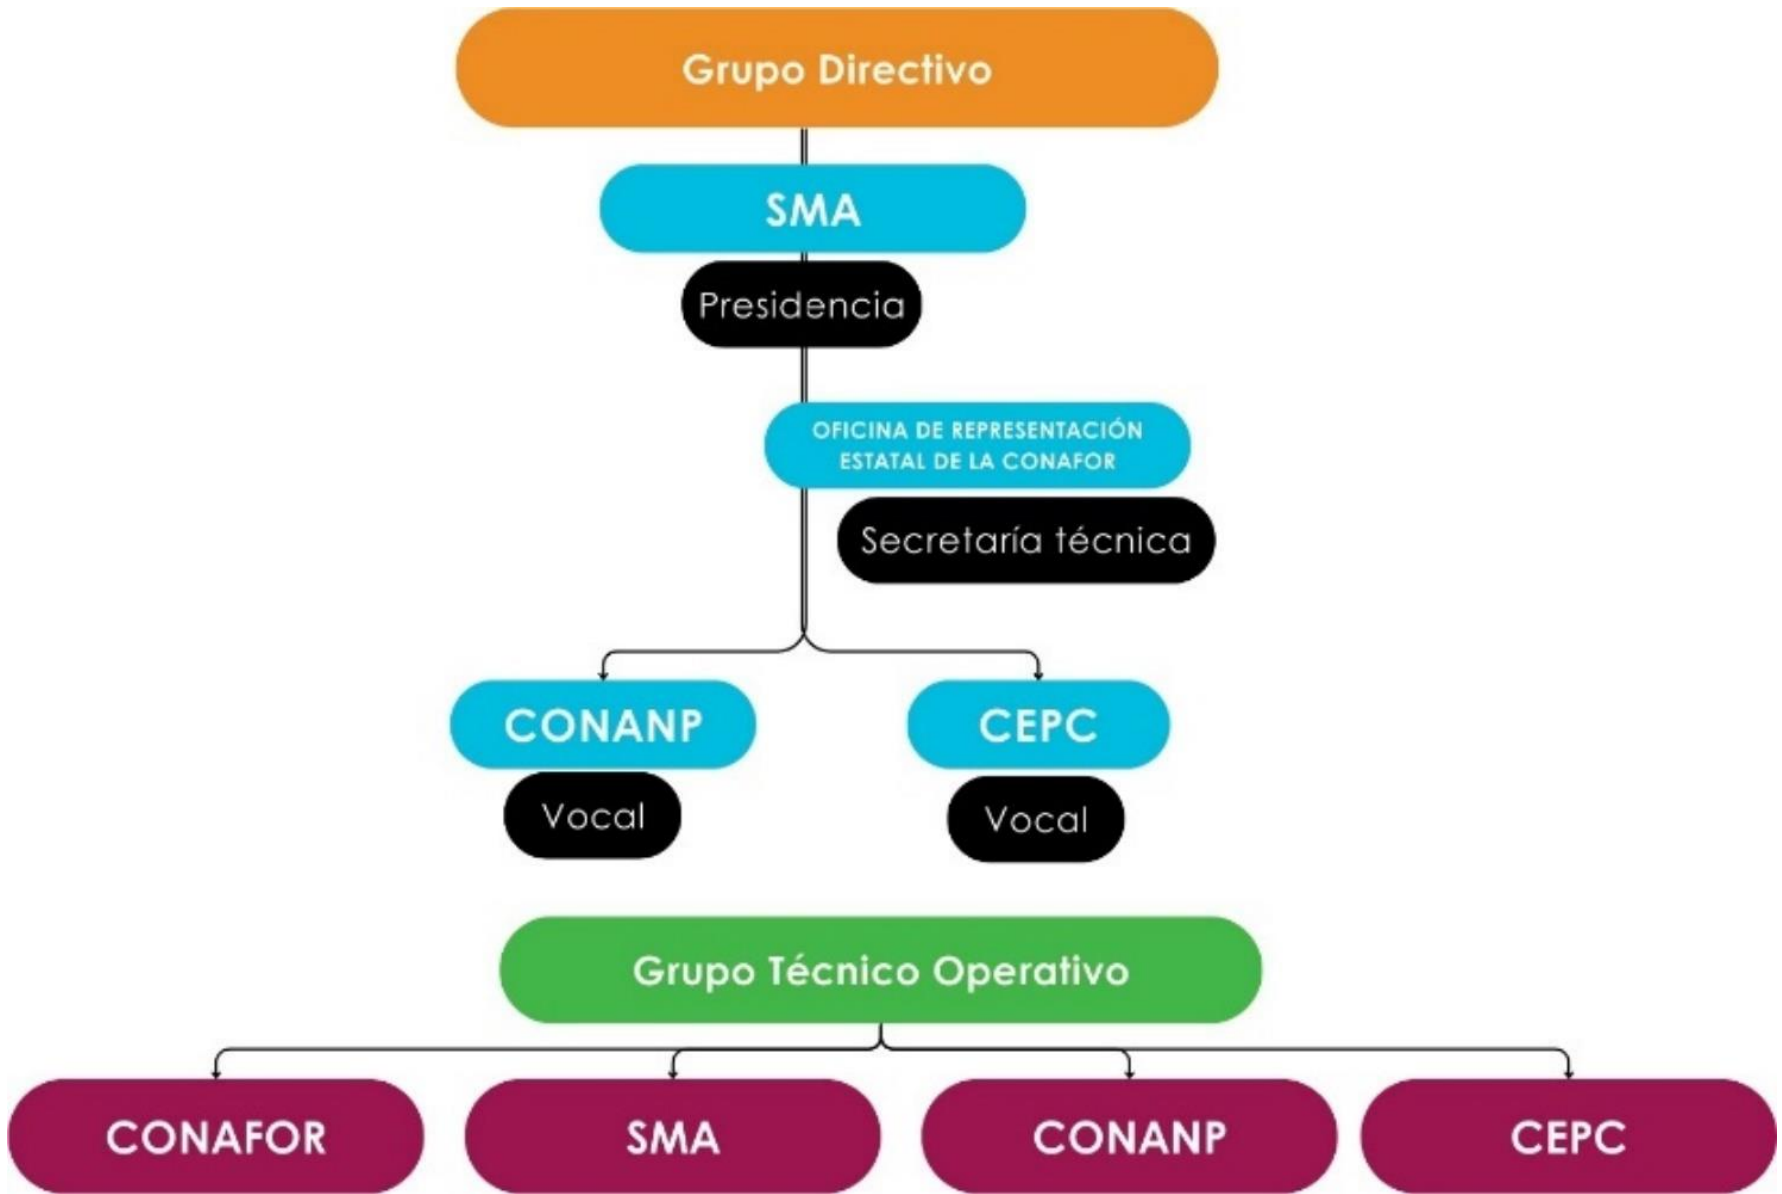 Grupo Directivo
SMA
Presidencia
OFICINA DE REPRESENTACIÓN
ESTATAL DE LA CONAFOR
Secretaría técnica
CONANP
CEPC
Vocal
Vocal
Grupo Técnico Operativo
CONAFOR
SMA
CONANP
CEPC